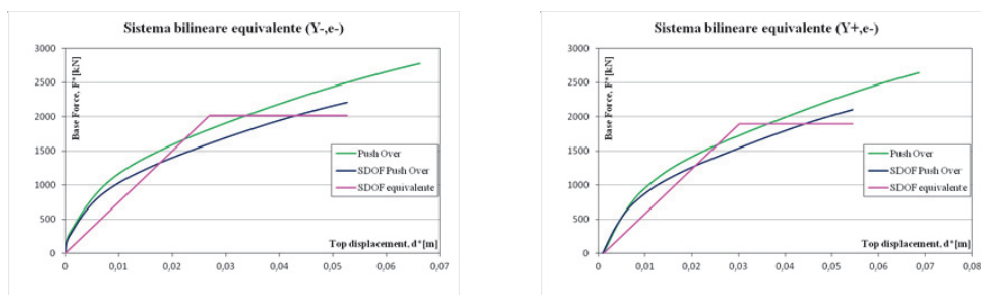 Sistema bilineare equivalente (Y-,e-)
3000
2500
2000
1500
1000
500
0
Base Force, F*[kN]
Push Over
SDOF Push Over
SDOF equivalente
Top displacement, d*[m]
0 0,01 0,02 0,03 0,04 0,05 0,06 0,07
Sistema bilineare equivalente (Y+,e-)
3000
2500
2000
1500
1000
500
0
Base Force, F*[kN]
Push Over
SDOF Push Over
SDOF equivalente
Top displacement, d*[m]
0 0,01 0,02 0,03 0,04 0,05 0,06 0,07 0,08